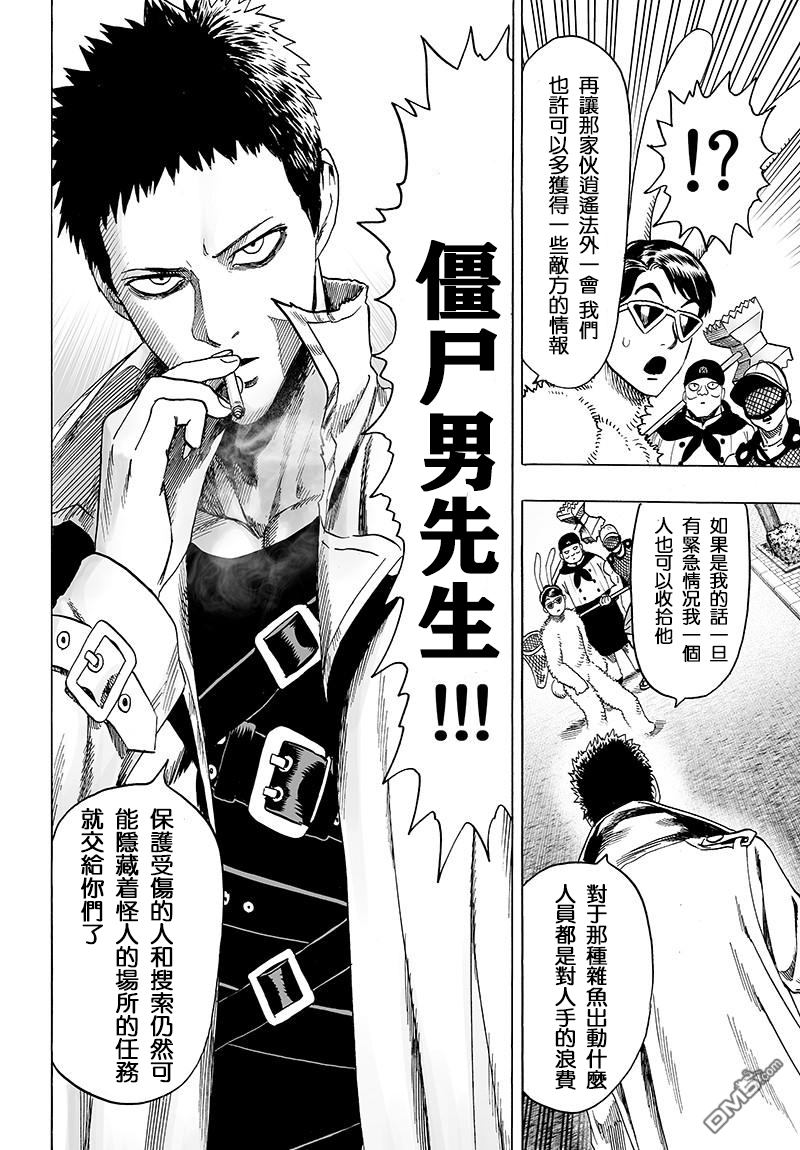 !?
再讓那家伙逍遙法外一會 我們
也許可以多獲得一些敵方的情報
如果是我的話一旦
有緊急情況我一個
人也可以收拾他
對于那種雜魚出動什麼
人員都是對人手的浪費
僵尸男先生!!!
保護受傷的人和搜索仍然可
能隱藏着怪人的場所的任務
就交給你們了
DM5.COM